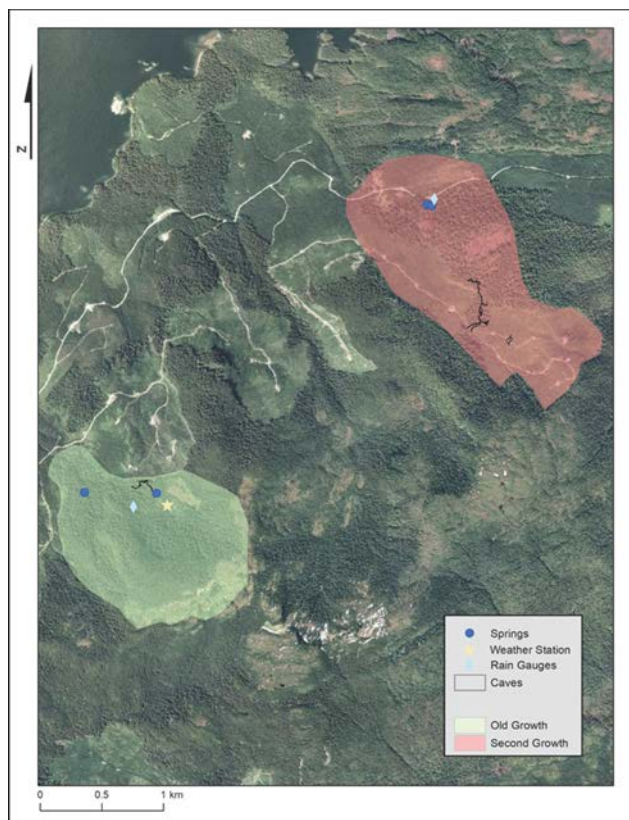 N
Springs
Weather Station
Rain Gauges
Caves
Old Growth
Second Growth
0 0.5 1 km